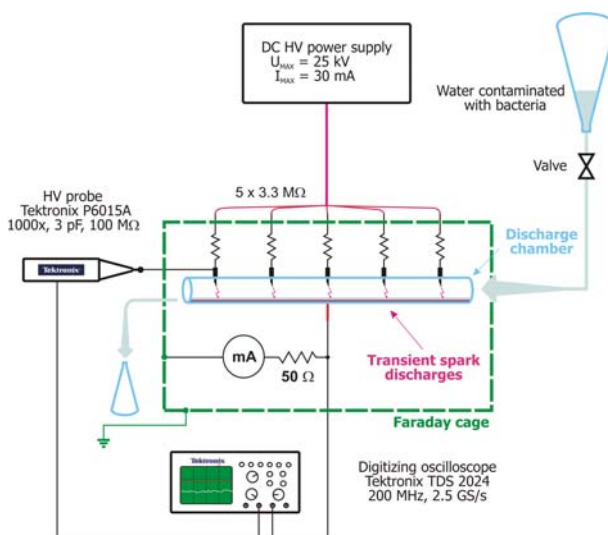 DC HV power supply
UMAX = 25 kV
IMAX = 30 mA
Water contaminated
with bacteria
Valve
5 x 3.3 MΩ
HV probe
Tektronix P6015A
1000x, 3 pF, 100 MΩ
Tektronix
Discharge
chamber
mA
50 Ω
Transient spark
discharges
Faraday cage
Tektronix
Digitizing oscilloscope
Tektronix TDS 2024
200 MHz, 2.5 GS/s